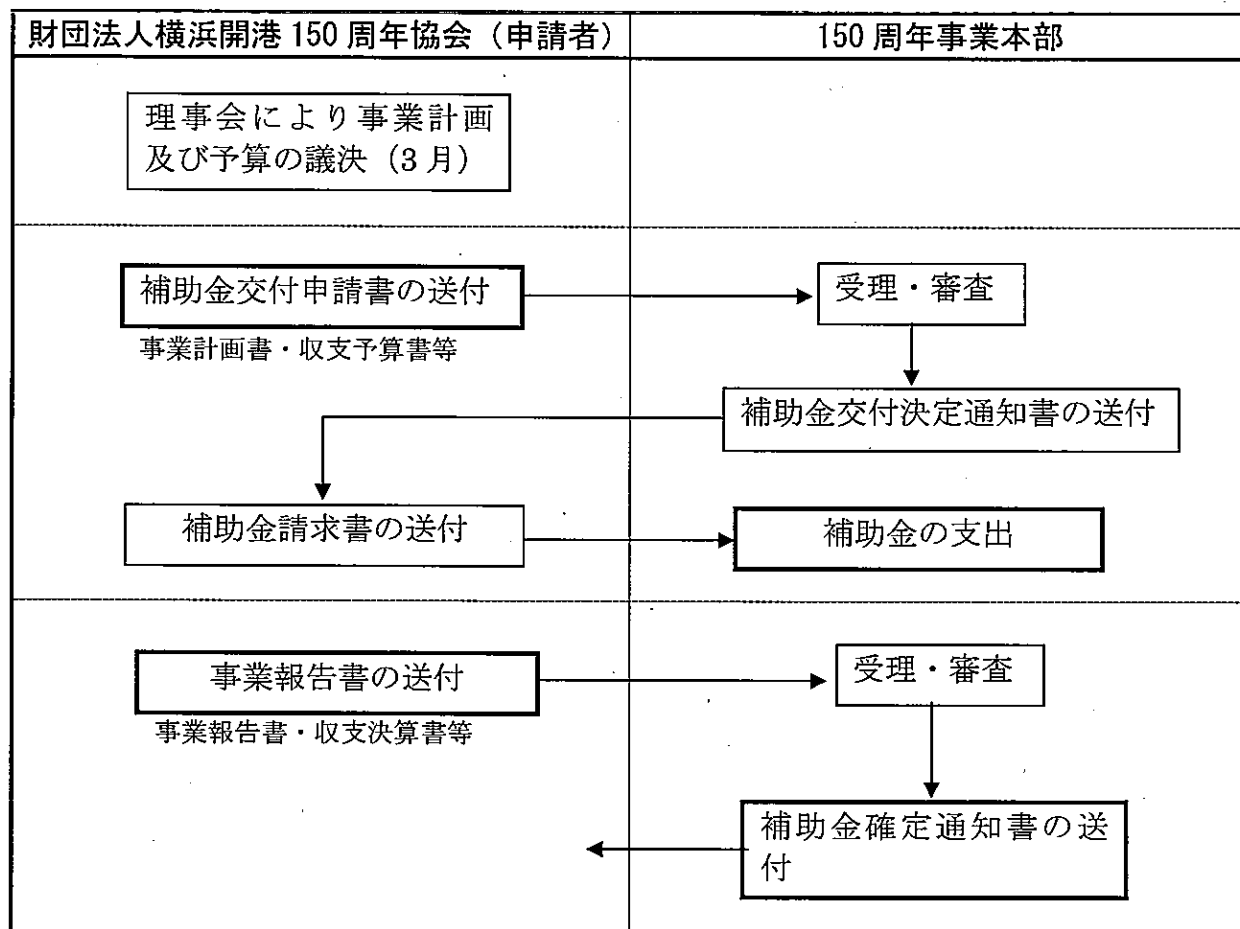 財団法人横浜開港150周年協会（申請者）
150周年事業本部
理事会により事業計画
及び予算の議決（3月）
補助金交付申請書の送付
受理・審査
事業計画書・収支予算書等
補助金交付決定通知書の送付
補助金請求書の送付
補助金の支出
事業報告書の送付
受理・審査
事業報告書・収支決算書等
補助金確定通知書の送
付